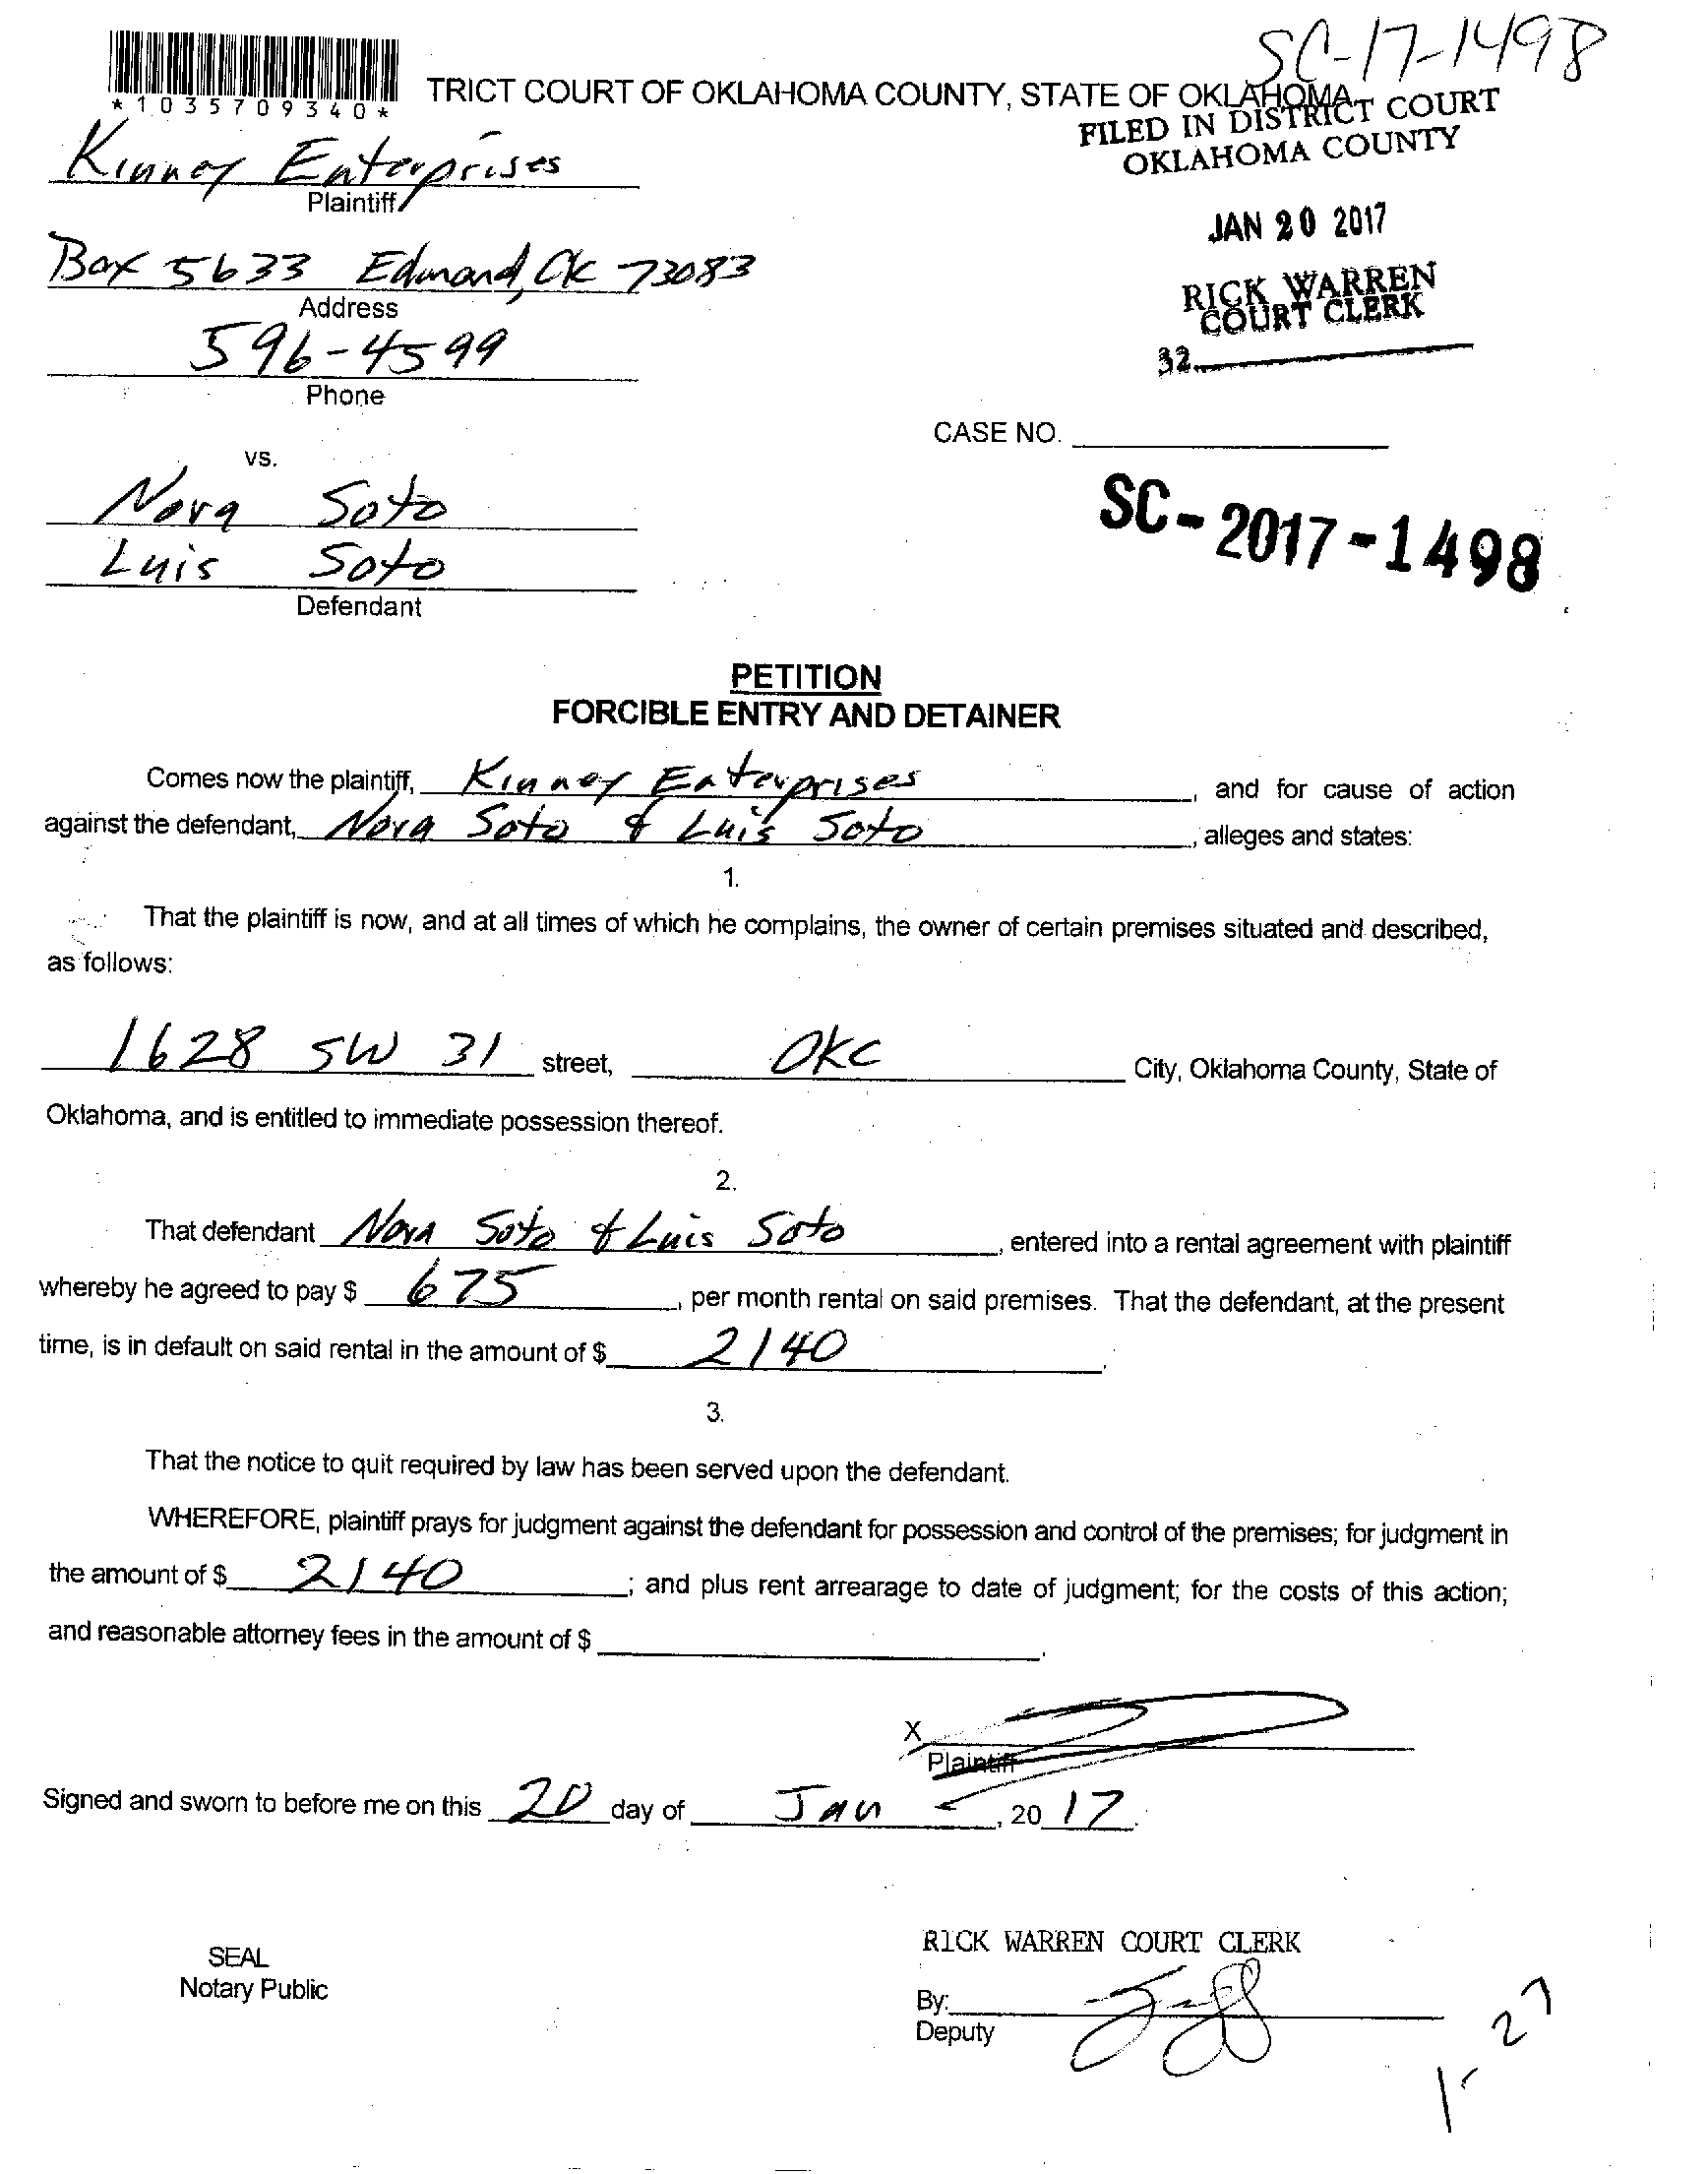 SC-17-1498
*1035709340*
TRICT COURT OF OKLAHOMA COUNTY, STATE OF OKLAHOMA
FILED IN DISTRICT COURT
OKLAHOMA COUNTY
Kinney Enterprises
Plaintiff
JAN 20 2017
Box 5633 Edmond, Ok 73083
Address
RICK WARREN
COURT CLERK
596-4599
Phone
32
CASE NO.
vs.
Nora Soto
SC-2017-1498
Luis Soto
Defendant
PETITION
FORCIBLE ENTRY AND DETAINER
Comes now the plaintiff, Kinney Enterprises, and for cause of action
against the defendant, Nora Soto & Luis Soto, alleges and states:
1.
That the plaintiff is now, and at all times of which he complains, the owner of certain premises situated and described,
as follows:
1628 SW 31 street, OKC City, Oklahoma County, State of
Oklahoma, and is entitled to immediate possession thereof.
2.
That defendant Nora Soto & Luis Soto, entered into a rental agreement with plaintiff
whereby he agreed to pay $ 675, per month rental on said premises. That the defendant, at the present
time, is in default on said rental in the amount of $ 2140.
3.
That the notice to quit required by law has been served upon the defendant.
WHEREFORE, plaintiff prays for judgment against the defendant for possession and control of the premises; for judgment in
the amount of $ 2140; and plus rent arrearage to date of judgment; for the costs of this action;
and reasonable attorney fees in the amount of $ .
X
Plaintiff
Signed and sworn to before me on this 20 day of Jan, 20 17.
RICK WARREN COURT CLERK
SEAL
Notary Public
By:
Deputy
1-27